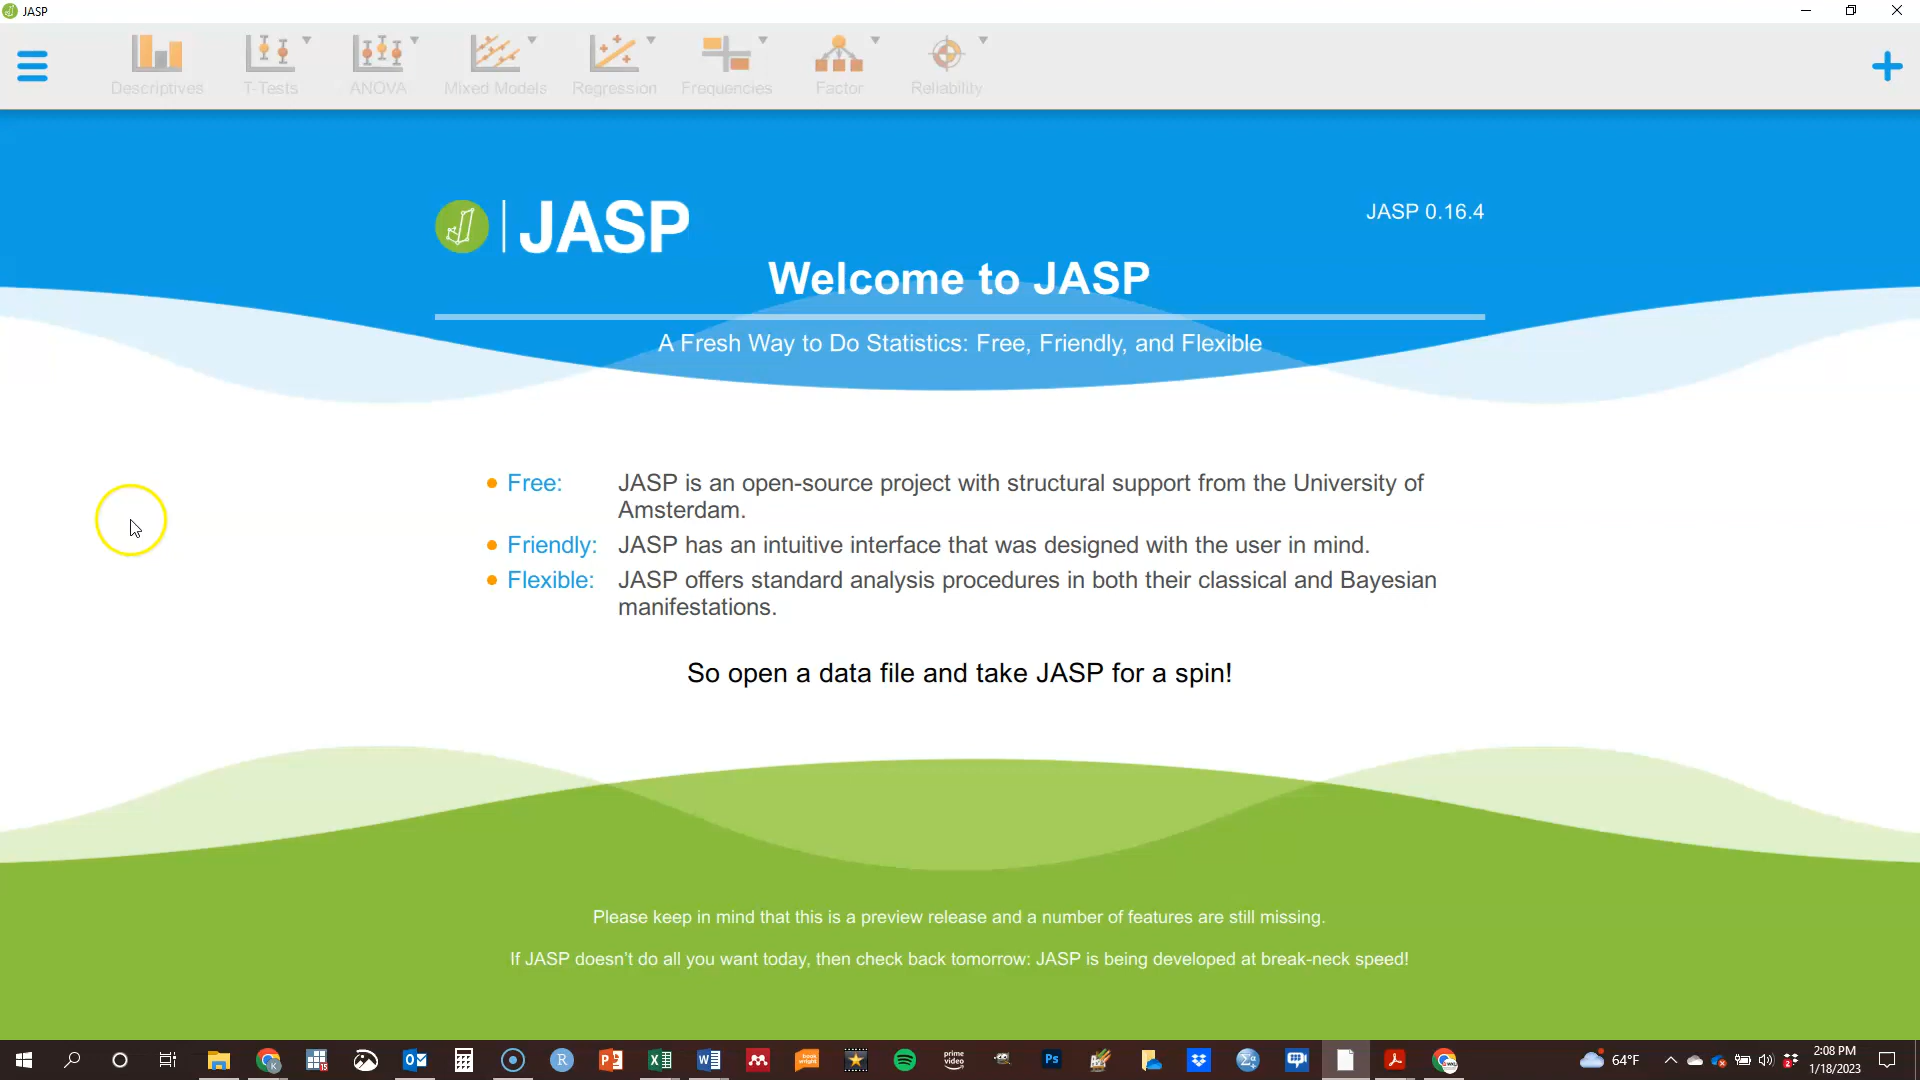 JASP
Descriptives
T-Tests
ANOVA
Mixed Models
Regression
Frequencies
Factor
Reliability
JASP
JASP 0.16.4
Welcome to JASP
A Fresh Way to Do Statistics: Free, Friendly, and Flexible
Free: JASP is an open-source project with structural support from the University of
Amsterdam.
Friendly: JASP has an intuitive interface that was designed with the user in mind.
Flexible: JASP offers standard analysis procedures in both their classical and Bayesian
manifestations.
So open a data file and take JASP for a spin!
Please keep in mind that this is a preview release and a number of features are still missing.
If JASP doesn't do all you want today, then check back tomorrow: JASP is being developed at break-neck speed!
prime
video
Ps
64°F
2:08 PM
1/18/2023